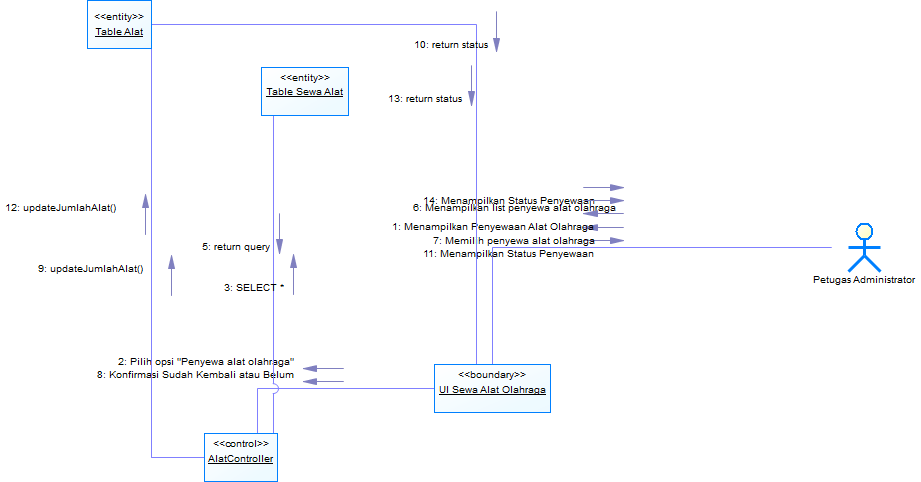 <<entity>>
Table Alat
10: return status
<<entity>>
Table Sewa Alat
13: return status
14: Menampilkan Status Penyewaan
6: Menampilkan list penyewa alat olahraga
12: updateJumlahAlat()
1: Menampilkan Penyewaan Alat Olahraga
7: Memilih penyewa alat olahraga
5: return query
11: Menampilkan Status Penyewaan
9: updateJumlahAlat()
Petugas Administrator
3: SELECT *
2: Pilih opsi "Penyewa alat olahraga"
8: Konfirmasi Sudah Kembali atau Belum
<<boundary>>
UI Sewa Alat Olahraga
<<control>>
AlatController